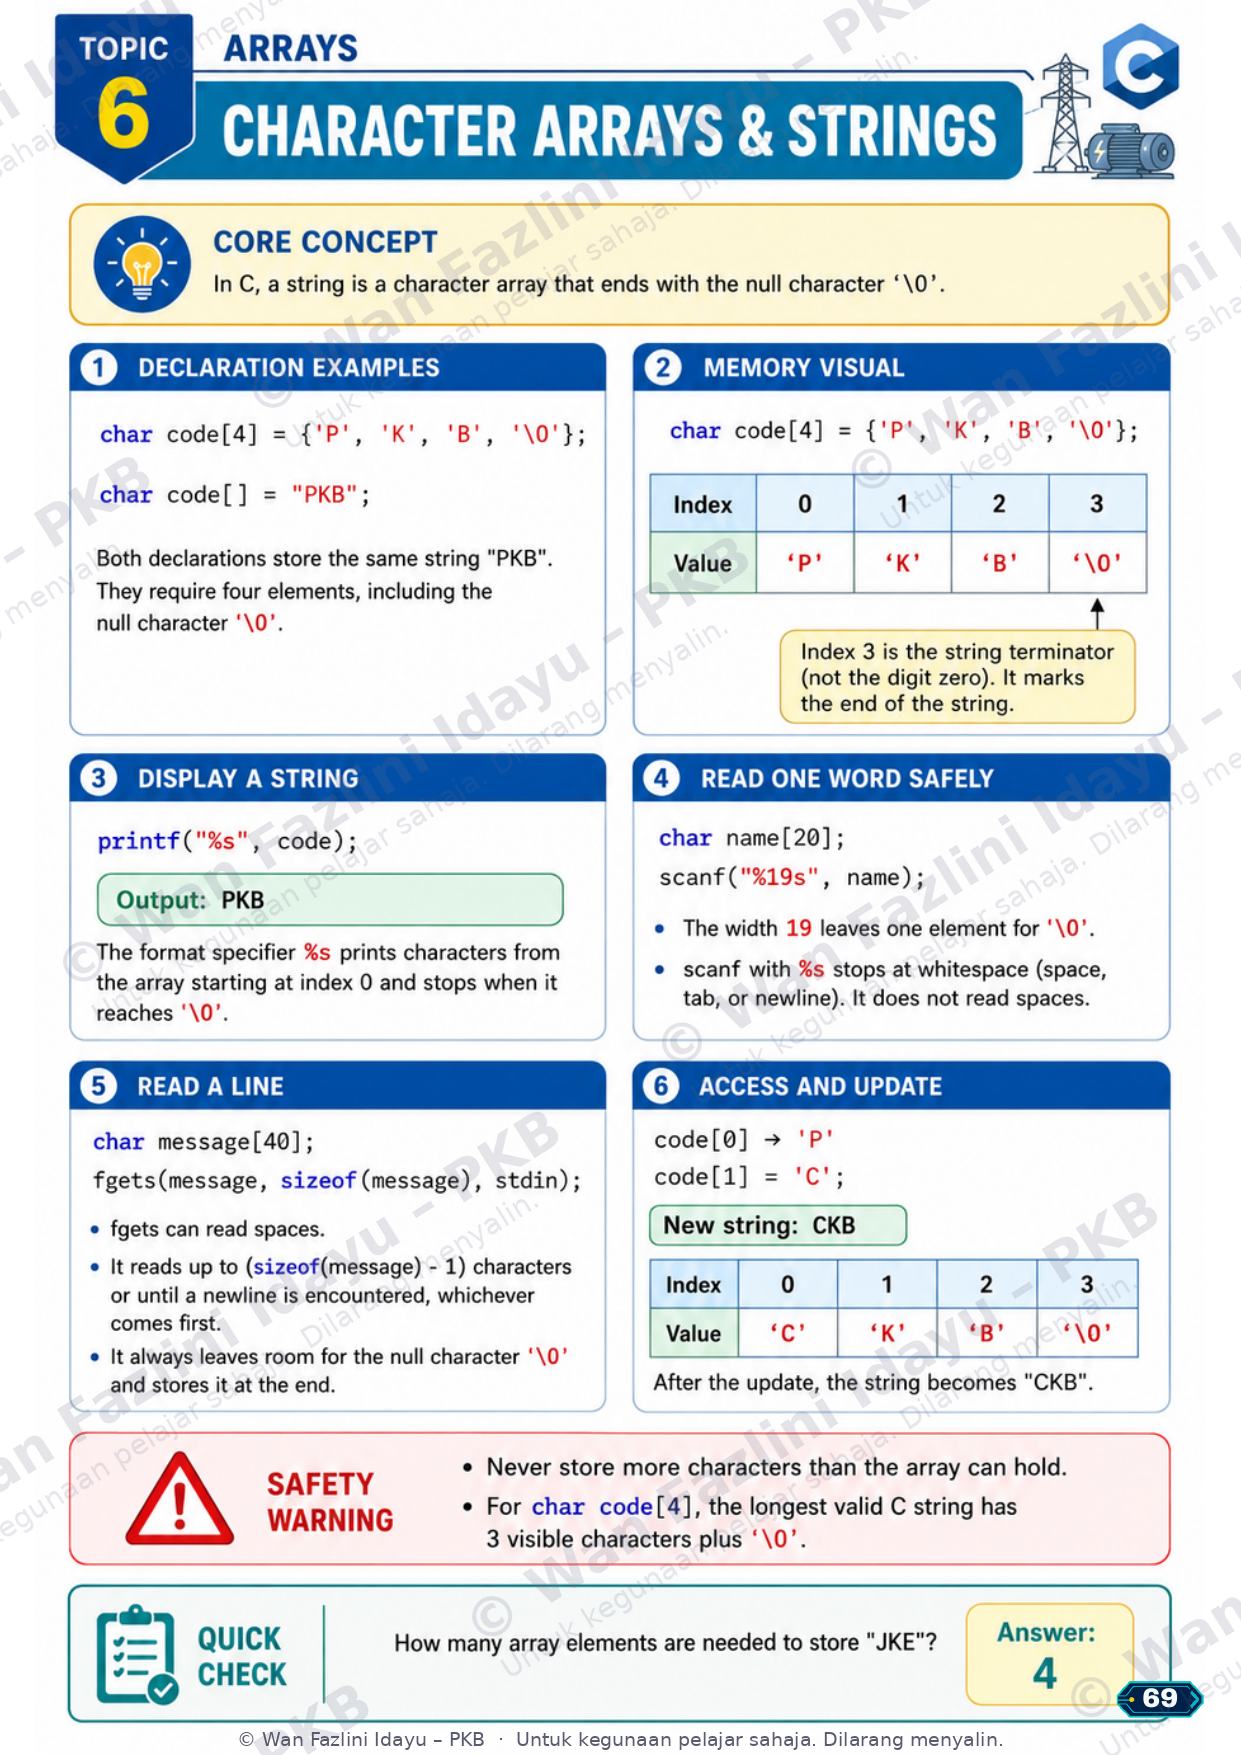 TOPIC
6
ARRAYS
CHARACTER ARRAYS & STRINGS
C
CORE CONCEPT
In C, a string is a character array that ends with the null character ‘\0’.
1 DECLARATION EXAMPLES
char code[4] = {'P', 'K', 'B', '\0'};
char code[] = "PKB";
Both declarations store the same string "PKB".
They require four elements, including the
null character ‘\0’.
2 MEMORY VISUAL
char code[4] = {'P', 'K', 'B', '\0'};
Index 0 1 2 3
Value ‘P’ ‘K’ ‘B’ ‘\0’
Index 3 is the string terminator
(not the digit zero). It marks
the end of the string.
3 DISPLAY A STRING
printf("%s", code);
Output: PKB
The format specifier %s prints characters from
the array starting at index 0 and stops when it
reaches ‘\0’.
4 READ ONE WORD SAFELY
char name[20];
scanf("%19s", name);
• The width 19 leaves one element for ‘\0’.
• scanf with %s stops at whitespace (space,
tab, or newline). It does not read spaces.
5 READ A LINE
char message[40];
fgets(message, sizeof(message), stdin);
• fgets can read spaces.
• It reads up to (sizeof(message) - 1) characters
or until a newline is encountered, whichever
comes first.
• It always leaves room for the null character ‘\0’
and stores it at the end.
6 ACCESS AND UPDATE
code[0] → 'P'
code[1] = 'C';
New string: CKB
Index 0 1 2 3
Value ‘C’ ‘K’ ‘B’ ‘\0’
After the update, the string becomes "CKB".
SAFETY
WARNING
• Never store more characters than the array can hold.
• For char code[4], the longest valid C string has
3 visible characters plus ‘\0’.
QUICK
CHECK
How many array elements are needed to store "JKE"?
Answer:
4
69
© Wan Fazlini Idayu – PKB · Untuk kegunaan pelajar sahaja. Dilarang menyalin.
© Wan Fazlini Idayu – PKB
Untuk kegunaan pelajar sahaja. Dilarang menyalin.